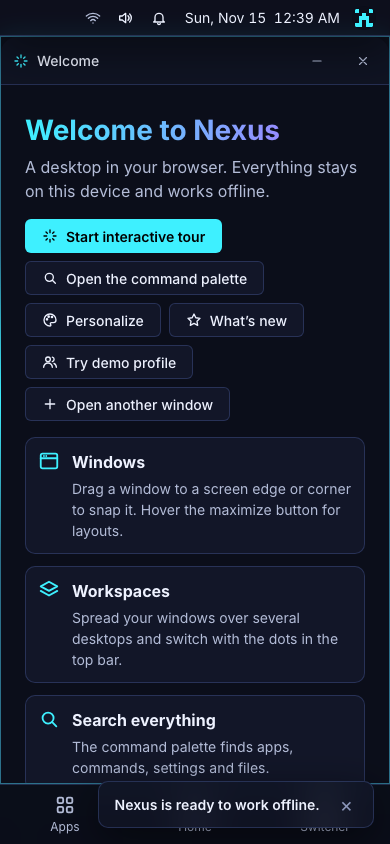 Sun, Nov 15 12:39 AM
Welcome
Welcome to Nexus
A desktop in your browser. Everything stays
on this device and works offline.
Start interactive tour
Open the command palette
Personalize
What's new
Try demo profile
Open another window
Windows
Drag a window to a screen edge or corner
to snap it. Hover the maximize button for
layouts.
Workspaces
Spread your windows over several
desktops and switch with the dots in the
top bar.
Search everything
The command palette finds apps,
commands, settings and files.
Nexus is ready to work offline.
Apps
Home
Switcher